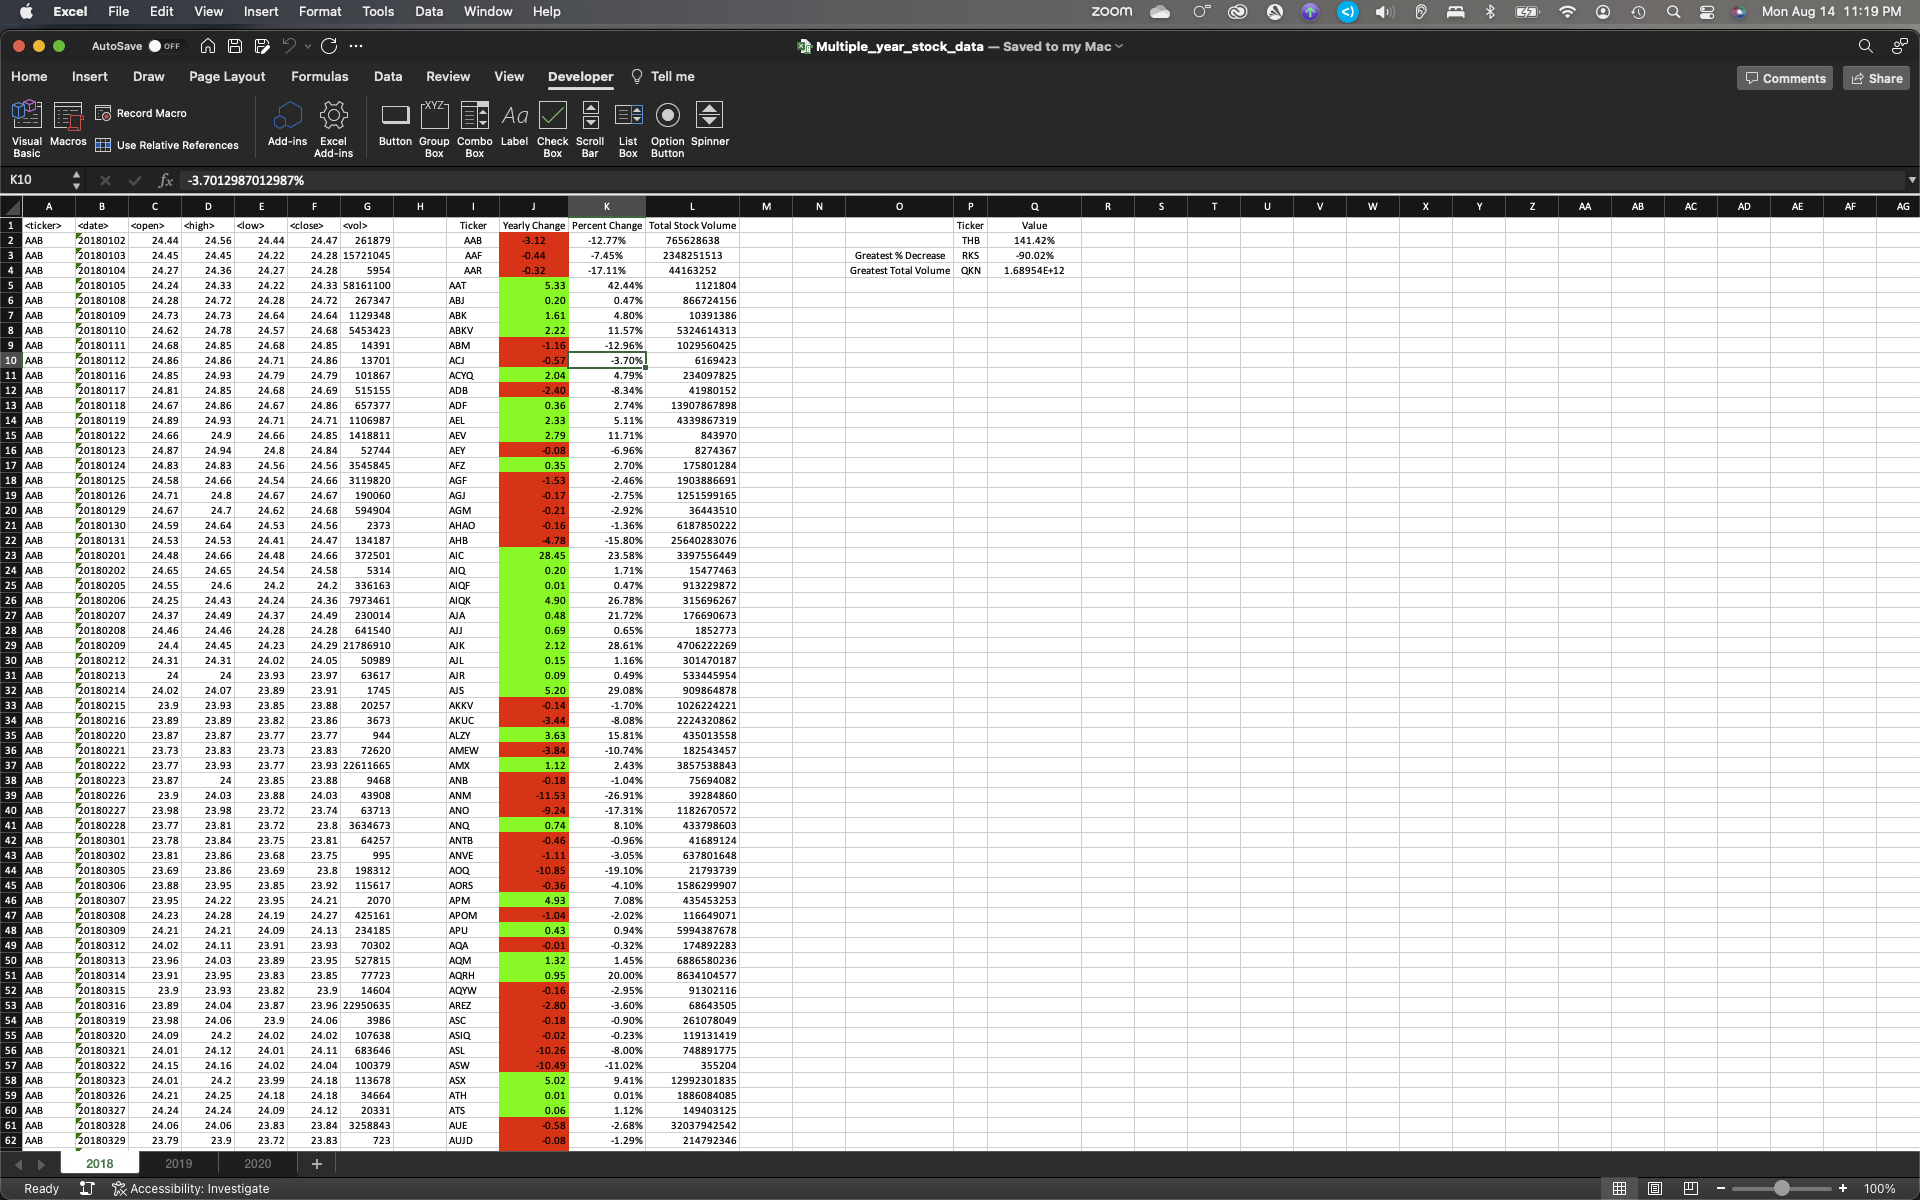 Excel File Edit View Insert Format Tools Data Window Help zoom Mon Aug 14 11:19 PM
AutoSave OFF Multiple_year_stock_data — Saved to my Mac
Home Insert Draw Page Layout Formulas Data Review View Developer Tell me Comments Share
Visual Basic Macros Record Macro Use Relative References Add-ins Excel Add-ins Button Group Box Combo Box Label Check Box Scroll Bar List Box Option Button Spinner
K10 fx -3.7012987012987%
A B C D E F G H I J K L M N O P Q R S T U V W X Y Z AA AB AC AD AE AF AG
1 <ticker> <date> <open> <high> <low> <close> <vol> Ticker Yearly Change Percent Change Total Stock Volume Ticker Value
2 AAB 20180102 24.44 24.56 24.44 24.47 261879 AAB -3.12 -12.77% 765628638 THB 141.42%
3 AAB 20180103 24.45 24.45 24.22 24.28 15721045 AAF -0.44 -7.45% 2348251513 Greatest % Decrease RKS -90.02%
4 AAB 20180104 24.27 24.36 24.27 24.28 5954 AAR -0.32 -17.11% 44163252 Greatest Total Volume QKN 1.68954E+12
5 AAB 20180105 24.24 24.33 24.22 24.33 58161100 AAT 5.33 42.44% 1121804
6 AAB 20180108 24.28 24.72 24.28 24.72 267347 ABJ 0.20 0.47% 866724156
7 AAB 20180109 24.73 24.73 24.64 24.64 1129348 ABK 1.61 4.80% 10391386
8 AAB 20180110 24.62 24.78 24.57 24.68 5453423 ABKV 2.22 11.57% 5324614313
9 AAB 20180111 24.68 24.85 24.68 24.85 14391 ABM -1.16 -12.96% 1029560425
10 AAB 20180112 24.86 24.86 24.71 24.86 13701 ACJ -0.57 -3.70% 6169423
11 AAB 20180116 24.85 24.93 24.79 24.79 101867 ACYQ 2.04 4.79% 234097825
12 AAB 20180117 24.81 24.85 24.68 24.69 515155 ADB -2.40 -8.34% 41980152
13 AAB 20180118 24.67 24.86 24.67 24.86 657377 ADF 0.36 2.74% 13907867898
14 AAB 20180119 24.89 24.93 24.71 24.71 1106987 AEL 2.33 5.11% 4339867319
15 AAB 20180122 24.66 24.9 24.66 24.85 1418811 AEV 2.79 11.71% 843970
16 AAB 20180123 24.87 24.94 24.8 24.84 52744 AEY -0.08 -6.96% 8274367
17 AAB 20180124 24.83 24.83 24.56 24.56 3545845 AFZ 0.35 2.70% 175801284
18 AAB 20180125 24.58 24.66 24.54 24.66 3119820 AGF -1.53 -2.46% 1903886691
19 AAB 20180126 24.71 24.8 24.67 24.67 190060 AGJ -0.17 -2.75% 1251599165
20 AAB 20180129 24.67 24.7 24.62 24.68 594904 AGM -0.21 -2.92% 36443510
21 AAB 20180130 24.59 24.64 24.53 24.56 2373 AHAO -0.16 -1.36% 6187850222
22 AAB 20180131 24.53 24.53 24.41 24.47 134187 AHB -4.78 -15.80% 25640283076
23 AAB 20180201 24.48 24.66 24.48 24.66 372501 AIC 28.45 23.58% 3397556449
24 AAB 20180202 24.65 24.65 24.54 24.58 5314 AIQ 0.20 1.71% 15477463
25 AAB 20180205 24.55 24.6 24.2 24.2 336163 AIQF 0.01 0.47% 913229872
26 AAB 20180206 24.25 24.43 24.24 24.36 7973461 AIQK 4.90 26.78% 315696267
27 AAB 20180207 24.37 24.49 24.37 24.49 230014 AJA 0.48 21.72% 176690673
28 AAB 20180208 24.46 24.46 24.28 24.28 641540 AJJ 0.69 0.65% 1852773
29 AAB 20180209 24.4 24.45 24.23 24.29 21786910 AJK 2.12 28.61% 4706222269
30 AAB 20180212 24.31 24.31 24.02 24.05 50989 AJL 0.15 1.16% 301470187
31 AAB 20180213 24 24 23.93 23.97 63617 AJR 0.09 0.49% 533445954
32 AAB 20180214 24.02 24.07 23.89 23.91 1745 AJS 5.20 29.08% 909864878
33 AAB 20180215 23.9 23.93 23.85 23.88 20257 AKKV -0.14 -1.70% 1026224221
34 AAB 20180216 23.89 23.89 23.82 23.86 3673 AKUC -3.44 -8.08% 2224320862
35 AAB 20180220 23.87 23.87 23.77 23.77 944 ALZY 3.63 15.81% 435013558
36 AAB 20180221 23.73 23.83 23.73 23.83 72620 AMEW -3.84 -10.74% 182543457
37 AAB 20180222 23.77 23.93 23.77 23.93 22611665 AMX 1.12 2.43% 3857538843
38 AAB 20180223 23.87 24 23.85 23.88 9468 ANB -0.18 -1.04% 75694082
39 AAB 20180226 23.9 24.03 23.88 24.03 43908 ANM -11.53 -26.91% 39284860
40 AAB 20180227 23.98 23.98 23.72 23.74 63713 ANO -9.24 -17.31% 1182670572
41 AAB 20180228 23.77 23.81 23.72 23.8 3634673 ANQ 0.74 8.10% 433798603
42 AAB 20180301 23.78 23.84 23.75 23.81 64257 ANTB -0.46 -0.96% 41689124
43 AAB 20180302 23.81 23.86 23.68 23.75 995 ANVE -1.11 -3.05% 637801648
44 AAB 20180305 23.69 23.86 23.69 23.8 198312 AOQ -10.85 -19.10% 21793739
45 AAB 20180306 23.88 23.95 23.85 23.92 115617 AORS -0.36 -4.10% 1586299907
46 AAB 20180307 23.95 24.22 23.95 24.21 2070 APM 4.93 7.08% 435453253
47 AAB 20180308 24.23 24.28 24.19 24.27 425161 APOM -1.04 -2.02% 116649071
48 AAB 20180309 24.21 24.21 24.09 24.13 234185 APU 0.43 0.94% 5994387678
49 AAB 20180312 24.02 24.11 23.91 23.93 70302 AQA -0.01 -0.32% 174892283
50 AAB 20180313 23.96 24.03 23.89 23.95 527815 AQM 1.32 1.45% 6886580236
51 AAB 20180314 23.91 23.95 23.83 23.85 77723 AQRH 0.95 20.00% 8634104577
52 AAB 20180315 23.9 23.93 23.82 23.9 14604 AQYW -0.16 -2.95% 91302116
53 AAB 20180316 23.89 24.04 23.87 23.96 22950635 AREZ -2.80 -3.60% 68643505
54 AAB 20180319 23.98 24.06 23.9 24.06 3986 ASC -0.18 -0.90% 261078049
55 AAB 20180320 24.09 24.2 24.02 24.02 107638 ASIQ -0.02 -0.23% 119131419
56 AAB 20180321 24.01 24.12 24.01 24.11 683646 ASL -10.26 -8.00% 748891775
57 AAB 20180322 24.15 24.16 24.02 24.04 100379 ASW -10.49 -11.02% 355204
58 AAB 20180323 24.01 24.2 23.99 24.18 113678 ASX 5.02 9.41% 12992301835
59 AAB 20180326 24.21 24.25 24.18 24.18 34664 ATH 0.01 0.01% 1886084085
60 AAB 20180327 24.24 24.24 24.09 24.12 20331 ATS 0.06 1.12% 149403125
61 AAB 20180328 24.06 24.06 23.83 23.84 3258843 AUE -0.58 -2.68% 32037942542
62 AAB 20180329 23.79 23.9 23.72 23.83 723 AUJD -0.08 -1.29% 214792346
2018 2019 2020
Ready Accessibility: Investigate 100%